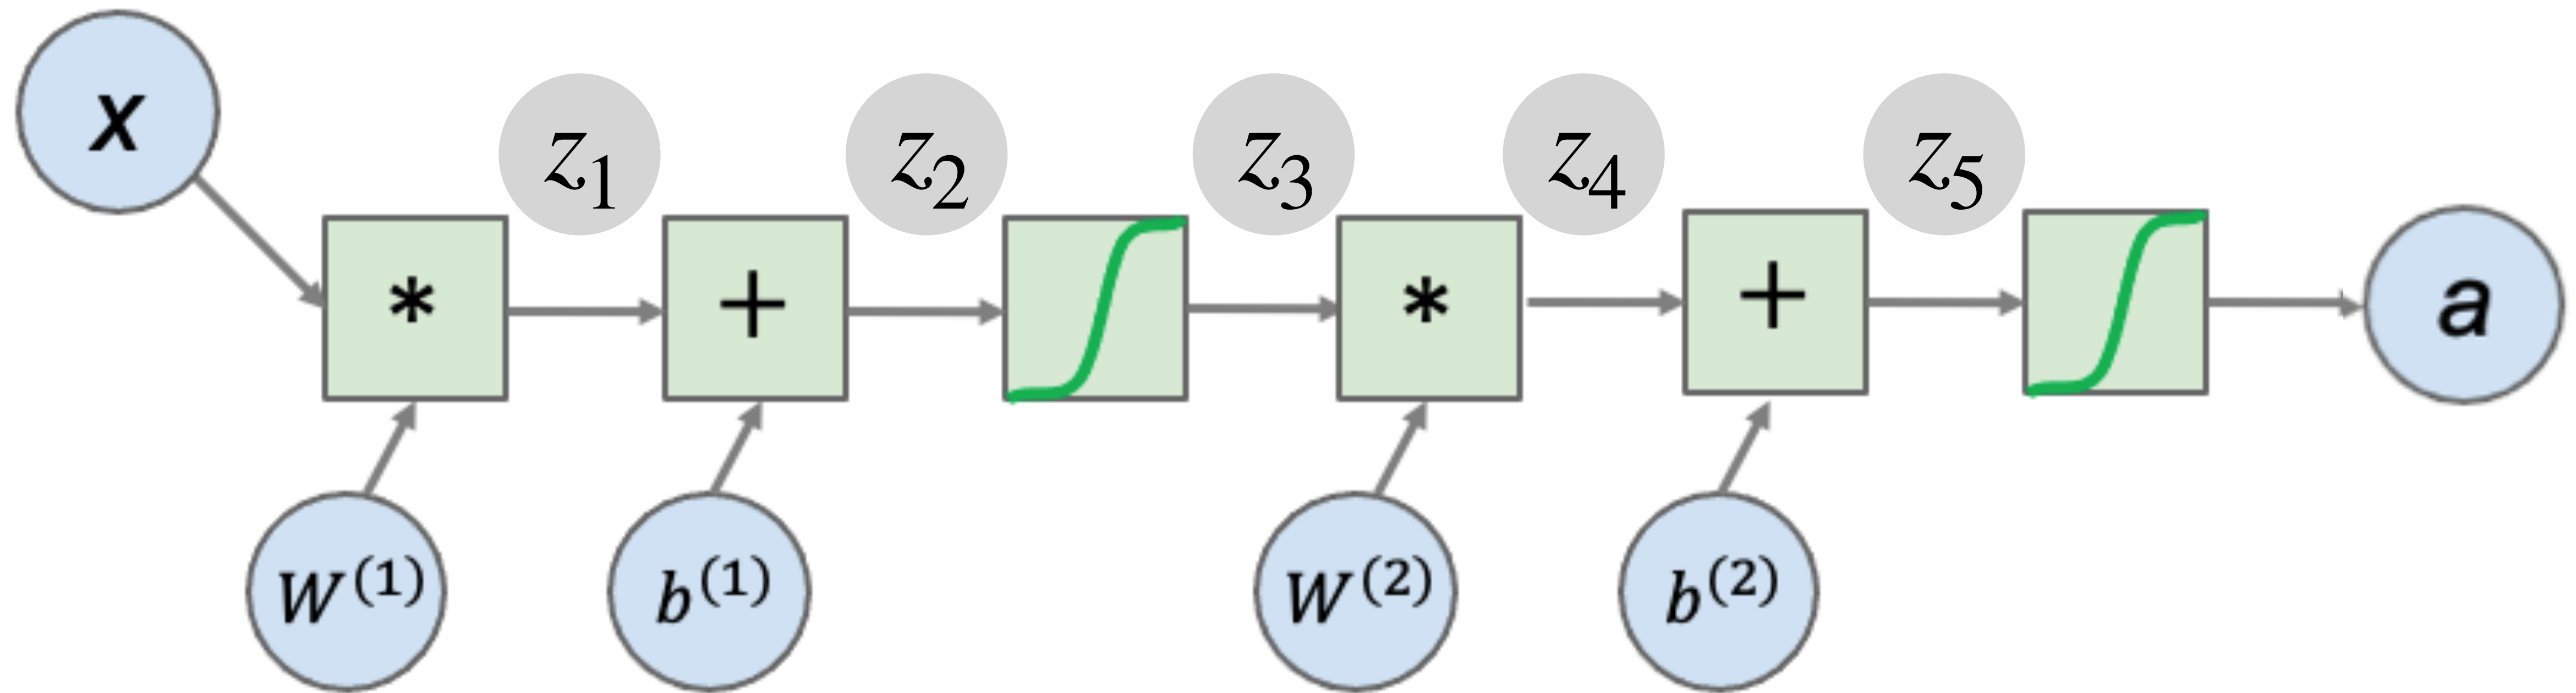 x
z₁ z₂ z₃ z₄ z₅
* + * + a
W⁽¹⁾ b⁽¹⁾ W⁽²⁾ b⁽²⁾